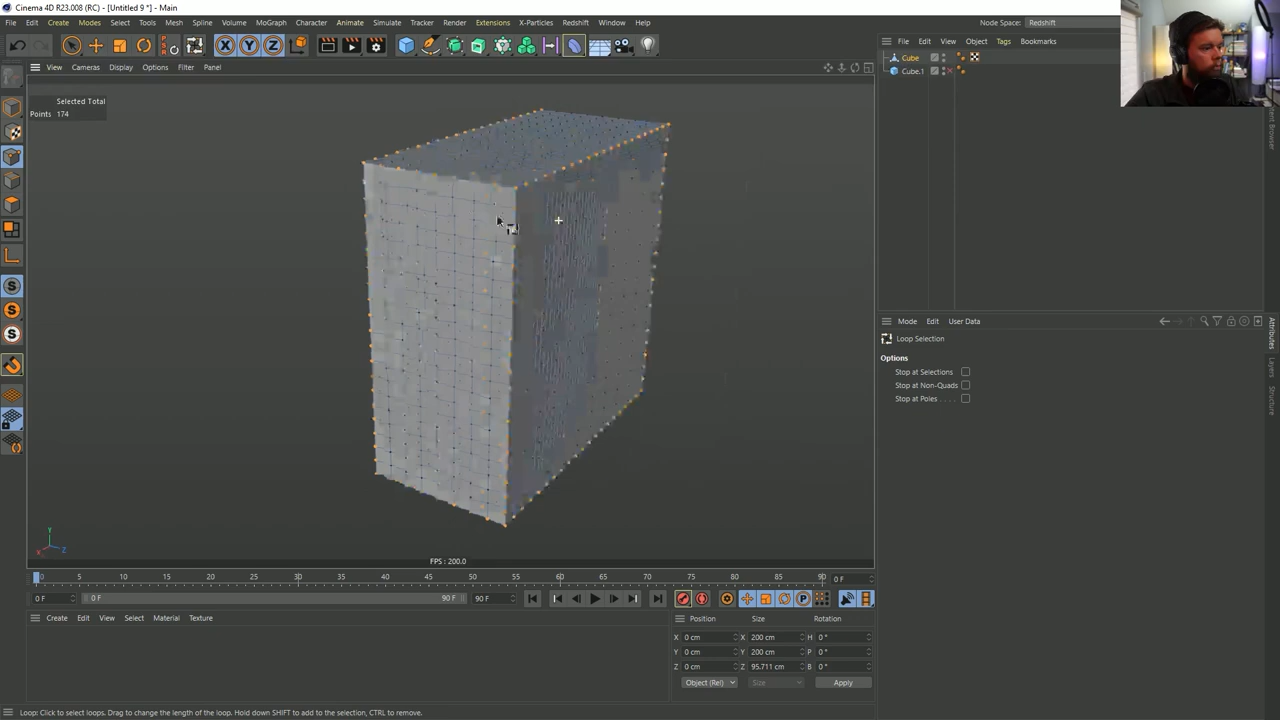 Cinema 4D R23.008 (RC) - [Untitled 9 *] - Main
File Edit Create Modes Select Tools Mesh Spline Volume MoGraph Character Animate Simulate Tracker Render Extensions X-Particles Redshift Window Help
Node Space: Redshift
View Cameras Display Options Filter Panel
File Edit View Object Tags Bookmarks
Selected Total
Points 174
Cube
Cube.1
Content Browser
X Y Z
S
S
S
Y
X Z
FPS : 200.0
Mode Edit User Data
Loop Selection
Options
Stop at Selections
Stop at Non-Quads
Stop at Poles . . . .
Attributes
Layers
Structure
0 5 10 15 20 25 30 35 40 45 50 55 60 65 70 75 80 85 90
0 F
0 F
0 F
90 F
90 F
P
Create Edit View Select Material Texture
Position Size Rotation
X 0 cm X 200 cm H 0 °
Y 0 cm Y 200 cm P 0 °
Z 0 cm Z 95.711 cm B 0 °
Object (Rel) Size Apply
Loop: Click to select loops. Drag to change the length of the loop. Hold down SHIFT to add to the selection, CTRL to remove.